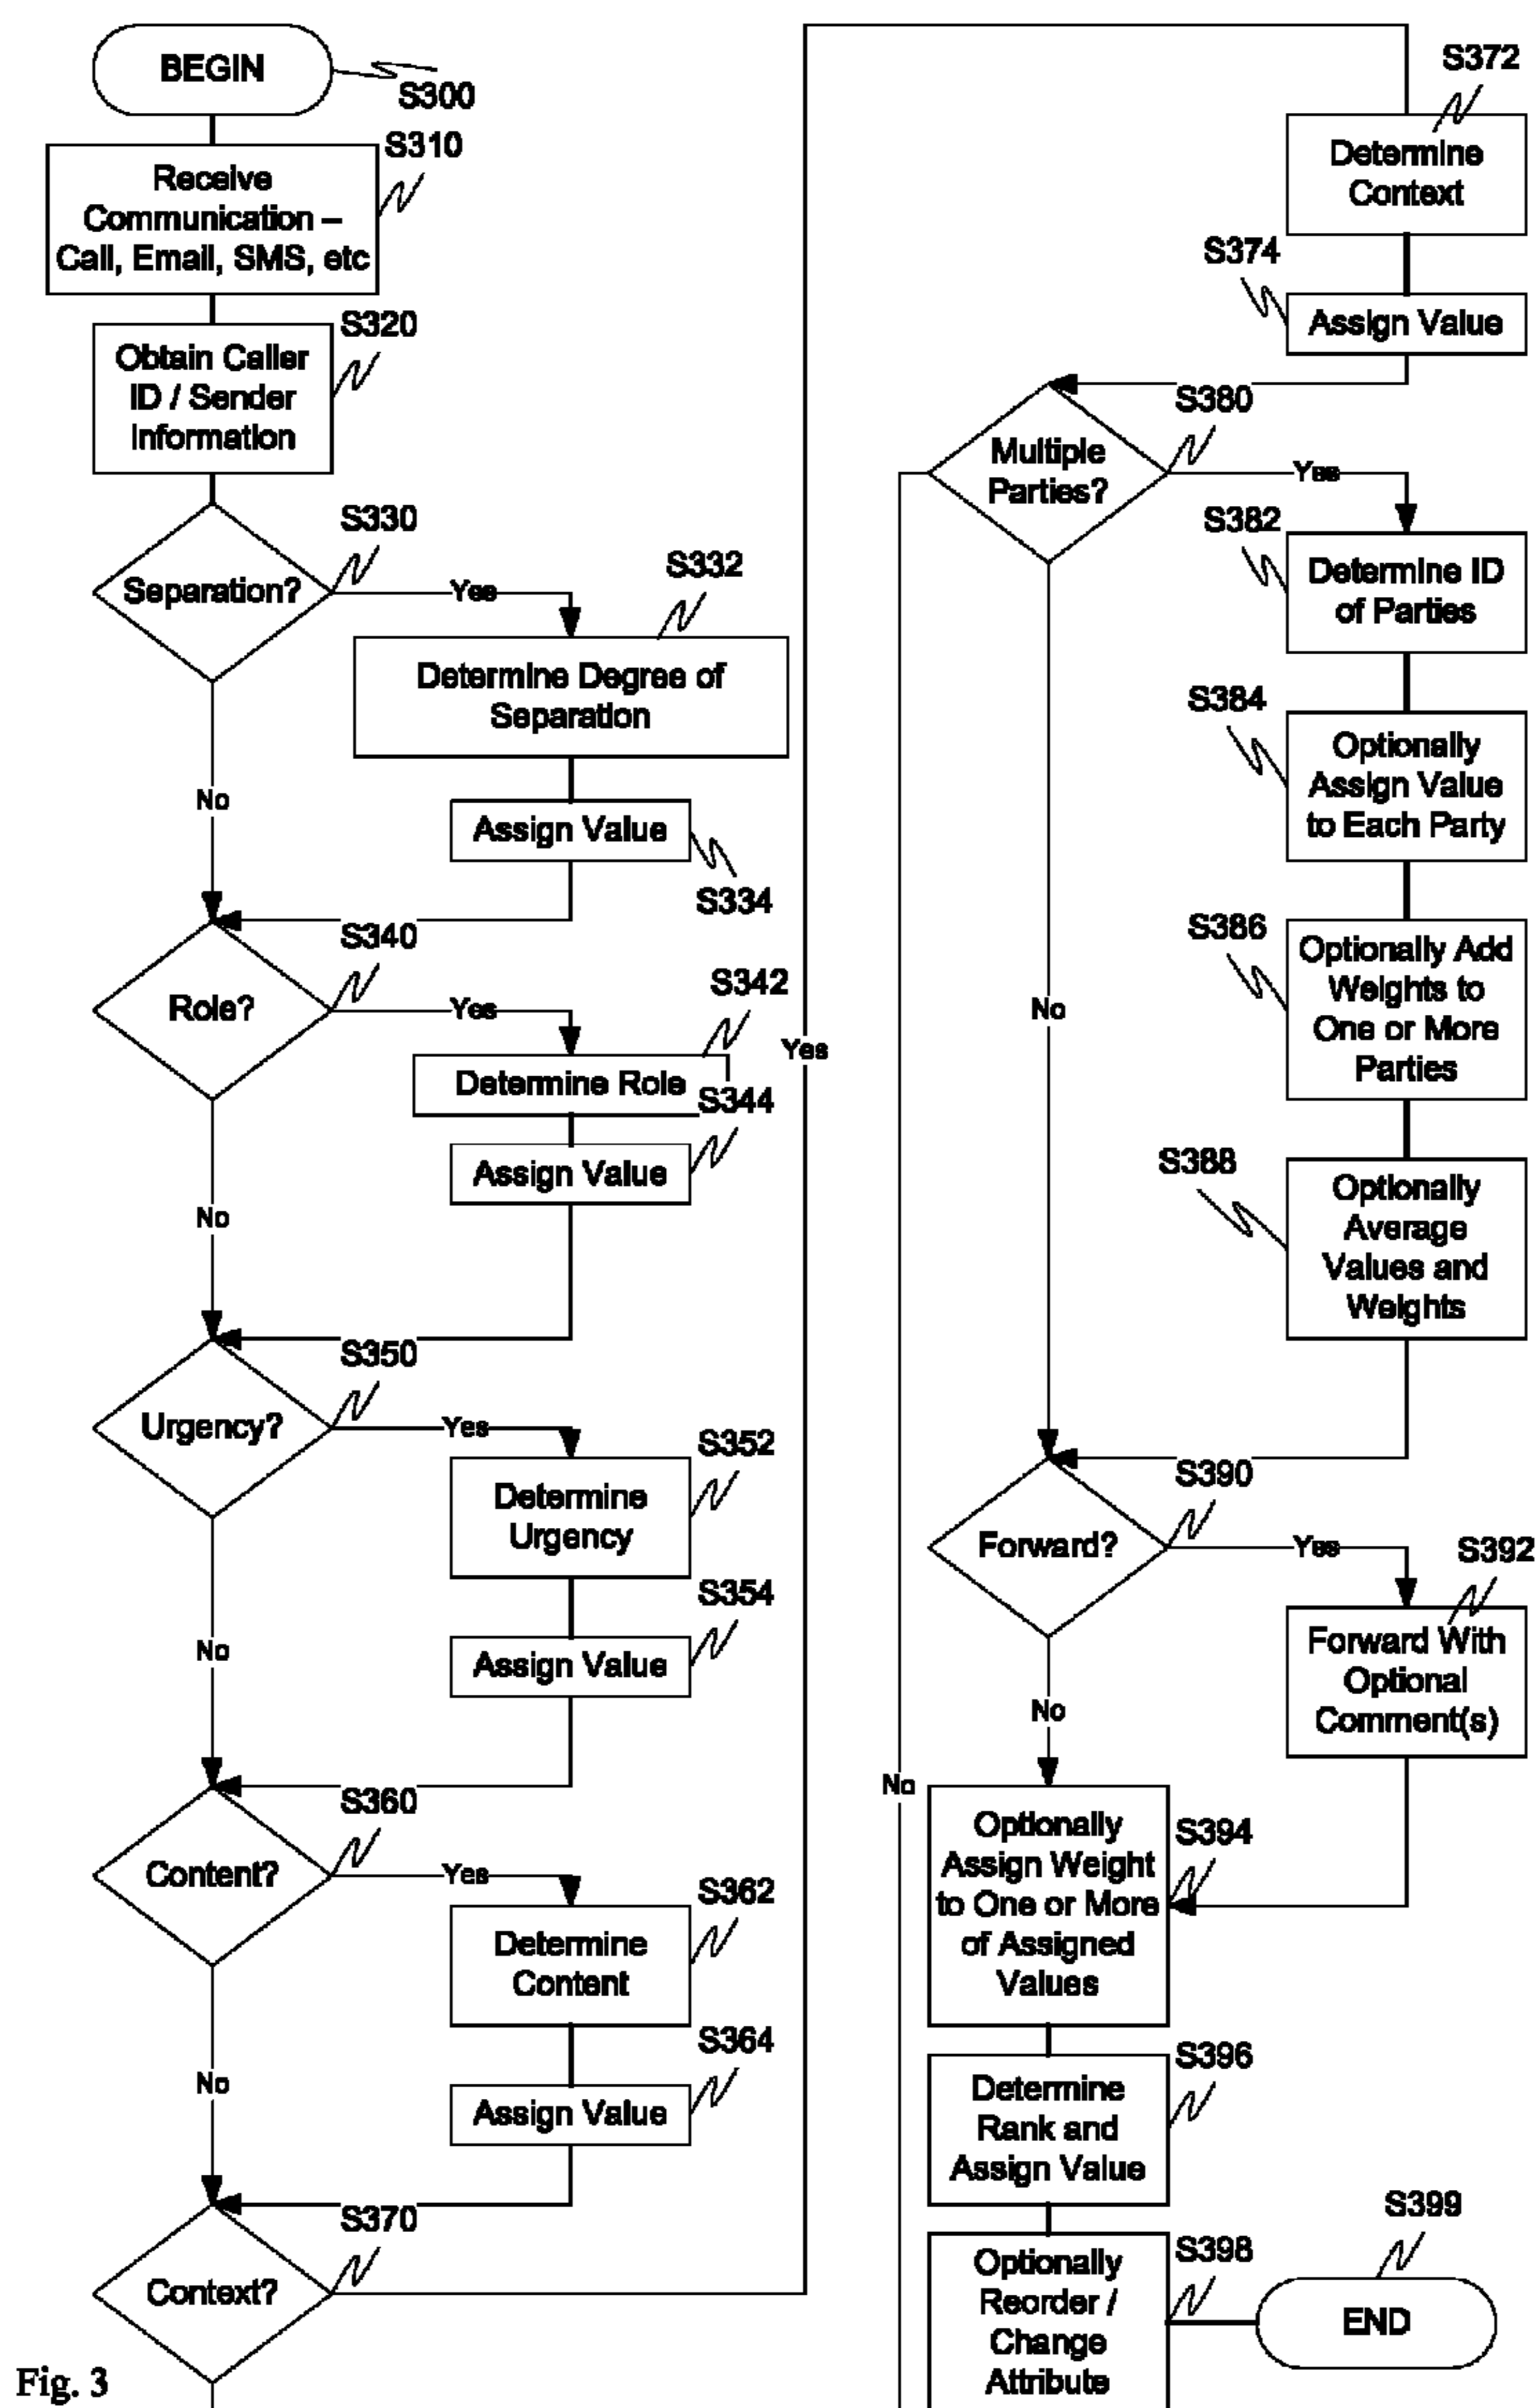 BEGIN
S300
S310
Receive
Communication –
Call, Email, SMS, etc
S320
Obtain Caller
ID / Sender
Information
S330
Separation?
Yes
S332
Determine Degree of
Separation
No
Assign Value
S334
S340
Role?
Yes
S342
Determine Role
S344
Assign Value
No
S350
Urgency?
Yes
S352
Determine
Urgency
S354
No
Assign Value
S360
Content?
Yes
S362
Determine
Content
S364
No
Assign Value
S370
Context?
Yes
S372
Determine
Context
S374
Assign Value
S380
Multiple
Parties?
Yes
S382
Determine ID
of Parties
S384
Optionally
Assign Value
to Each Party
S386
Optionally Add
Weights to
One or More
Parties
No
S388
Optionally
Average
Values and
Weights
S390
Forward?
Yes
S392
Forward With
Optional
Comment(s)
No
No
S394
Optionally
Assign Weight
to One or More
of Assigned
Values
S396
Determine
Rank and
Assign Value
S398
Optionally
Reorder /
Change
Attribute
S399
END
Fig. 3